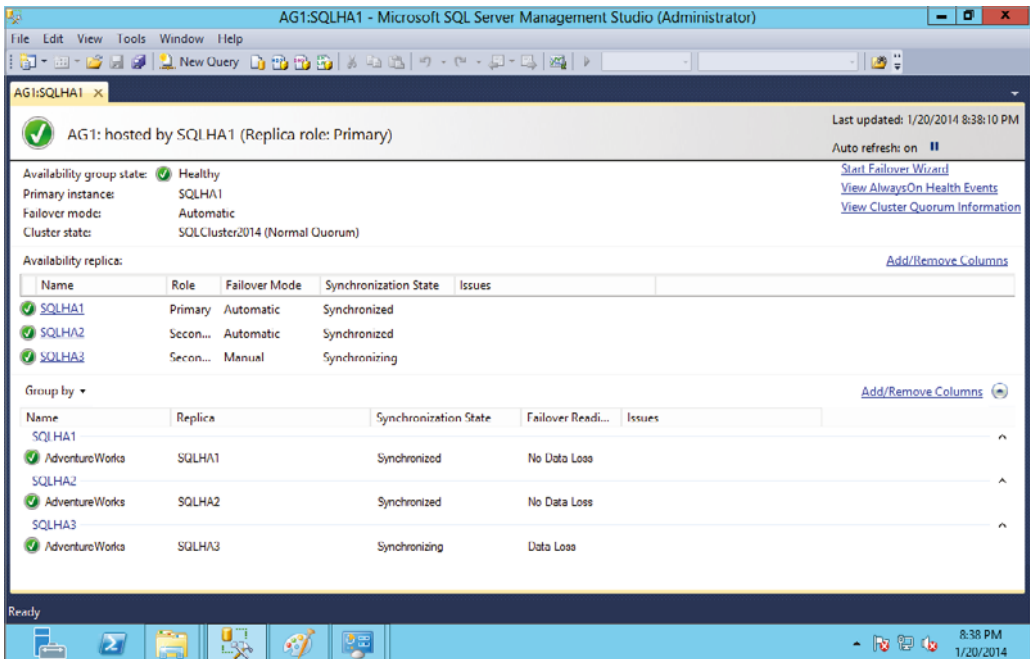 AG1:SQLHA1 - Microsoft SQL Server Management Studio (Administrator)
File Edit View Tools Window Help
New Query
AG1:SQLHA1
AG1: hosted by SQLHA1 (Replica role: Primary)
Last updated: 1/20/2014 8:38:10 PM
Auto refresh: on
Availability group state: Healthy
Primary instance: SQLHA1
Failover mode: Automatic
Cluster state: SQLCluster2014 (Normal Quorum)
Start Failover Wizard
View AlwaysOn Health Events
View Cluster Quorum Information
Availability replica: Add/Remove Columns
Name Role Failover Mode Synchronization State Issues
SQLHA1 Primary Automatic Synchronized
SQLHA2 Secon... Automatic Synchronized
SQLHA3 Secon... Manual Synchronizing
Group by Add/Remove Columns
Name Replica Synchronization State Failover Readi... Issues
SQLHA1
AdventureWorks SQLHA1 Synchronized No Data Loss
SQLHA2
AdventureWorks SQLHA2 Synchronized No Data Loss
SQLHA3
AdventureWorks SQLHA3 Synchronizing Data Loss
Ready
8:38 PM
1/20/2014